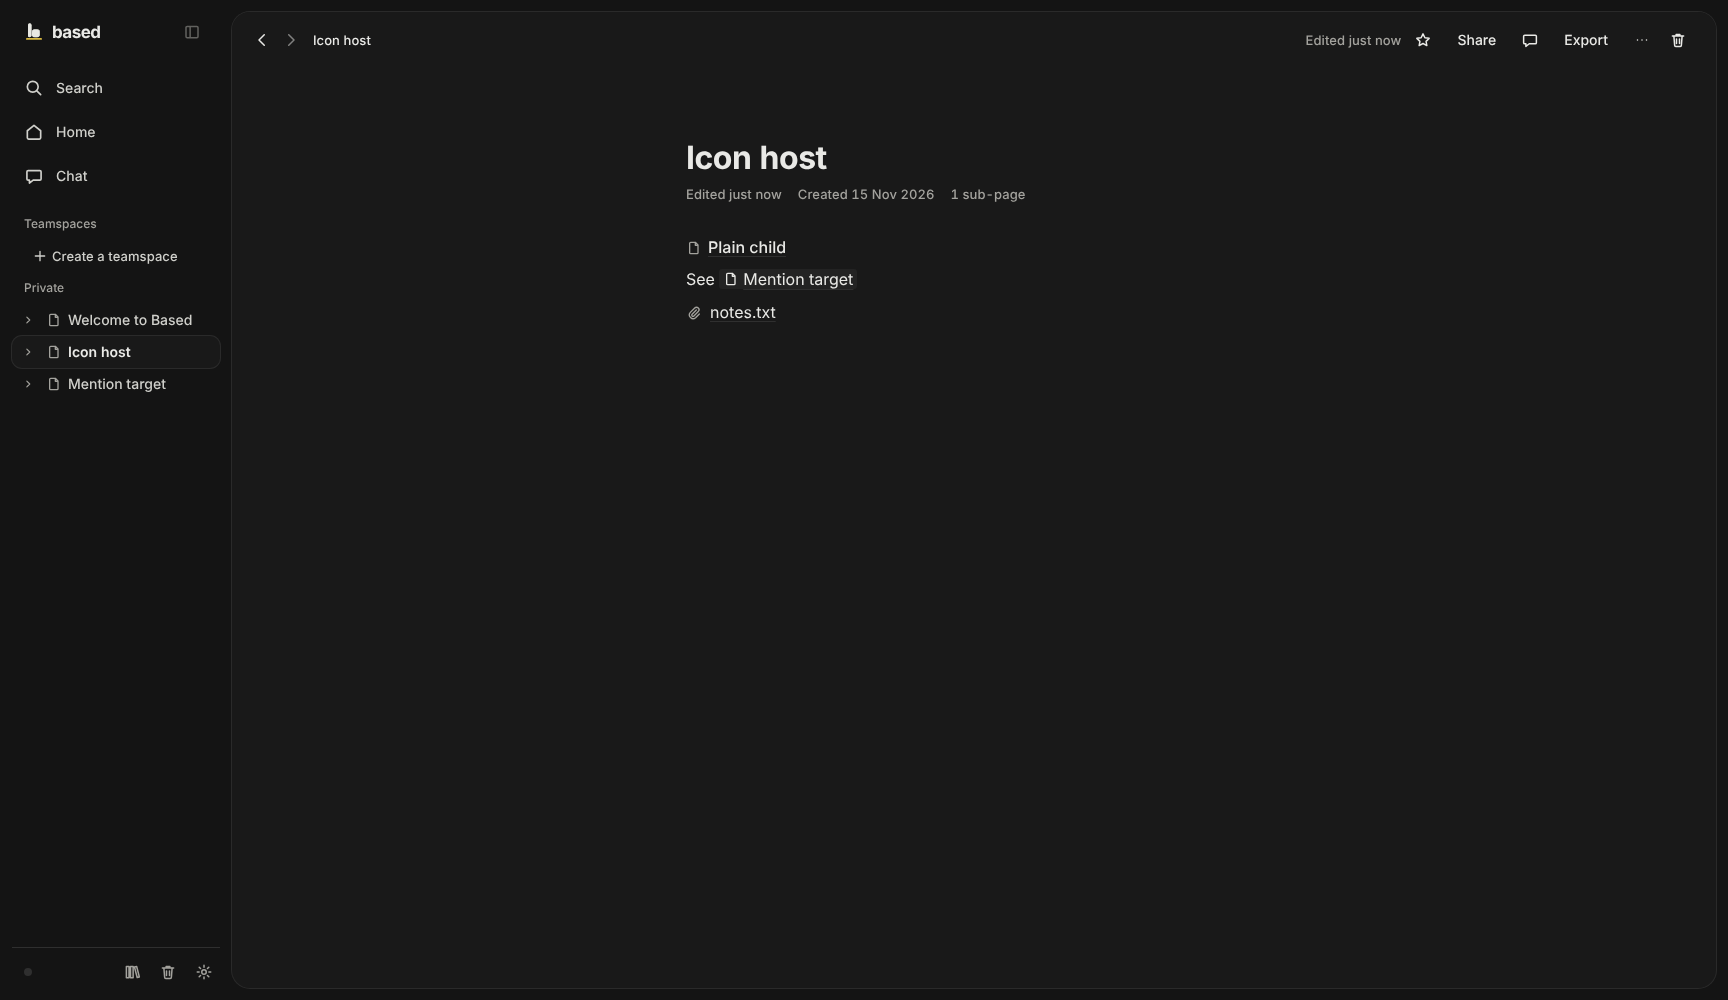 based
Search
Home
Chat
Teamspaces
Create a teamspace
Private
Welcome to Based
Icon host
Mention target
Icon host
Edited just now
Share
Export
Icon host
Edited just now Created 15 Nov 2026 1 sub-page
Plain child
See Mention target
notes.txt